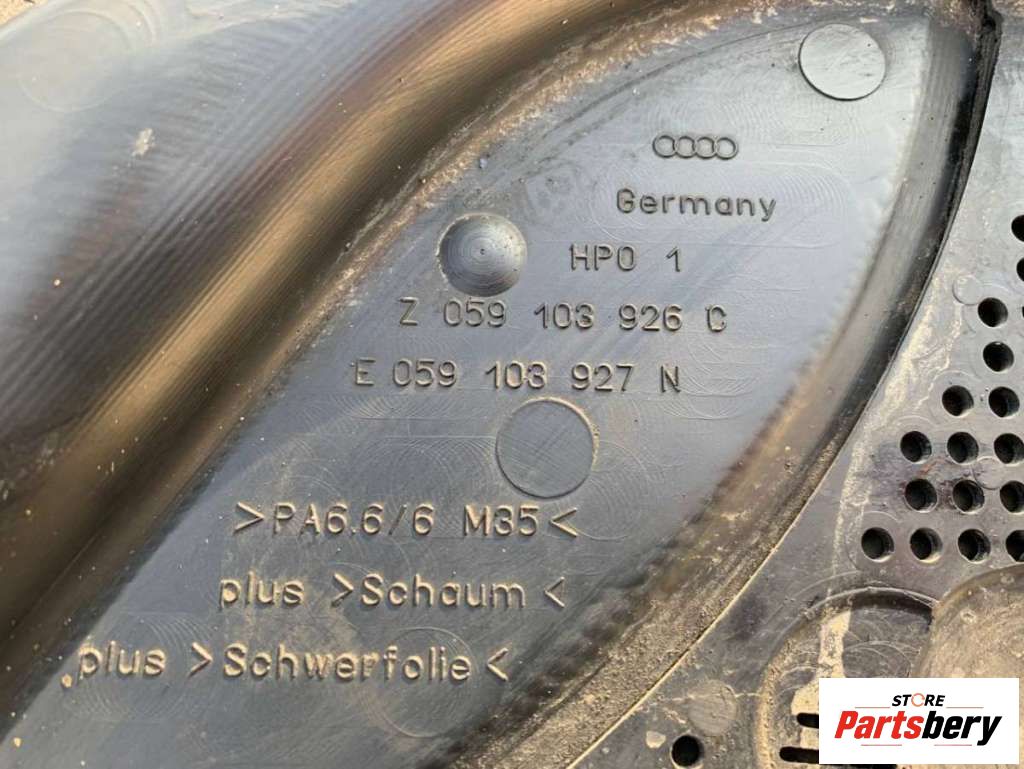 Germany
HPO 1
Z 059 103 926 C
E 059 103 927 N
>PA6.6/6 M35<
plus >Schaum <
plus >Schwerfolie<
STORE
Partsbery